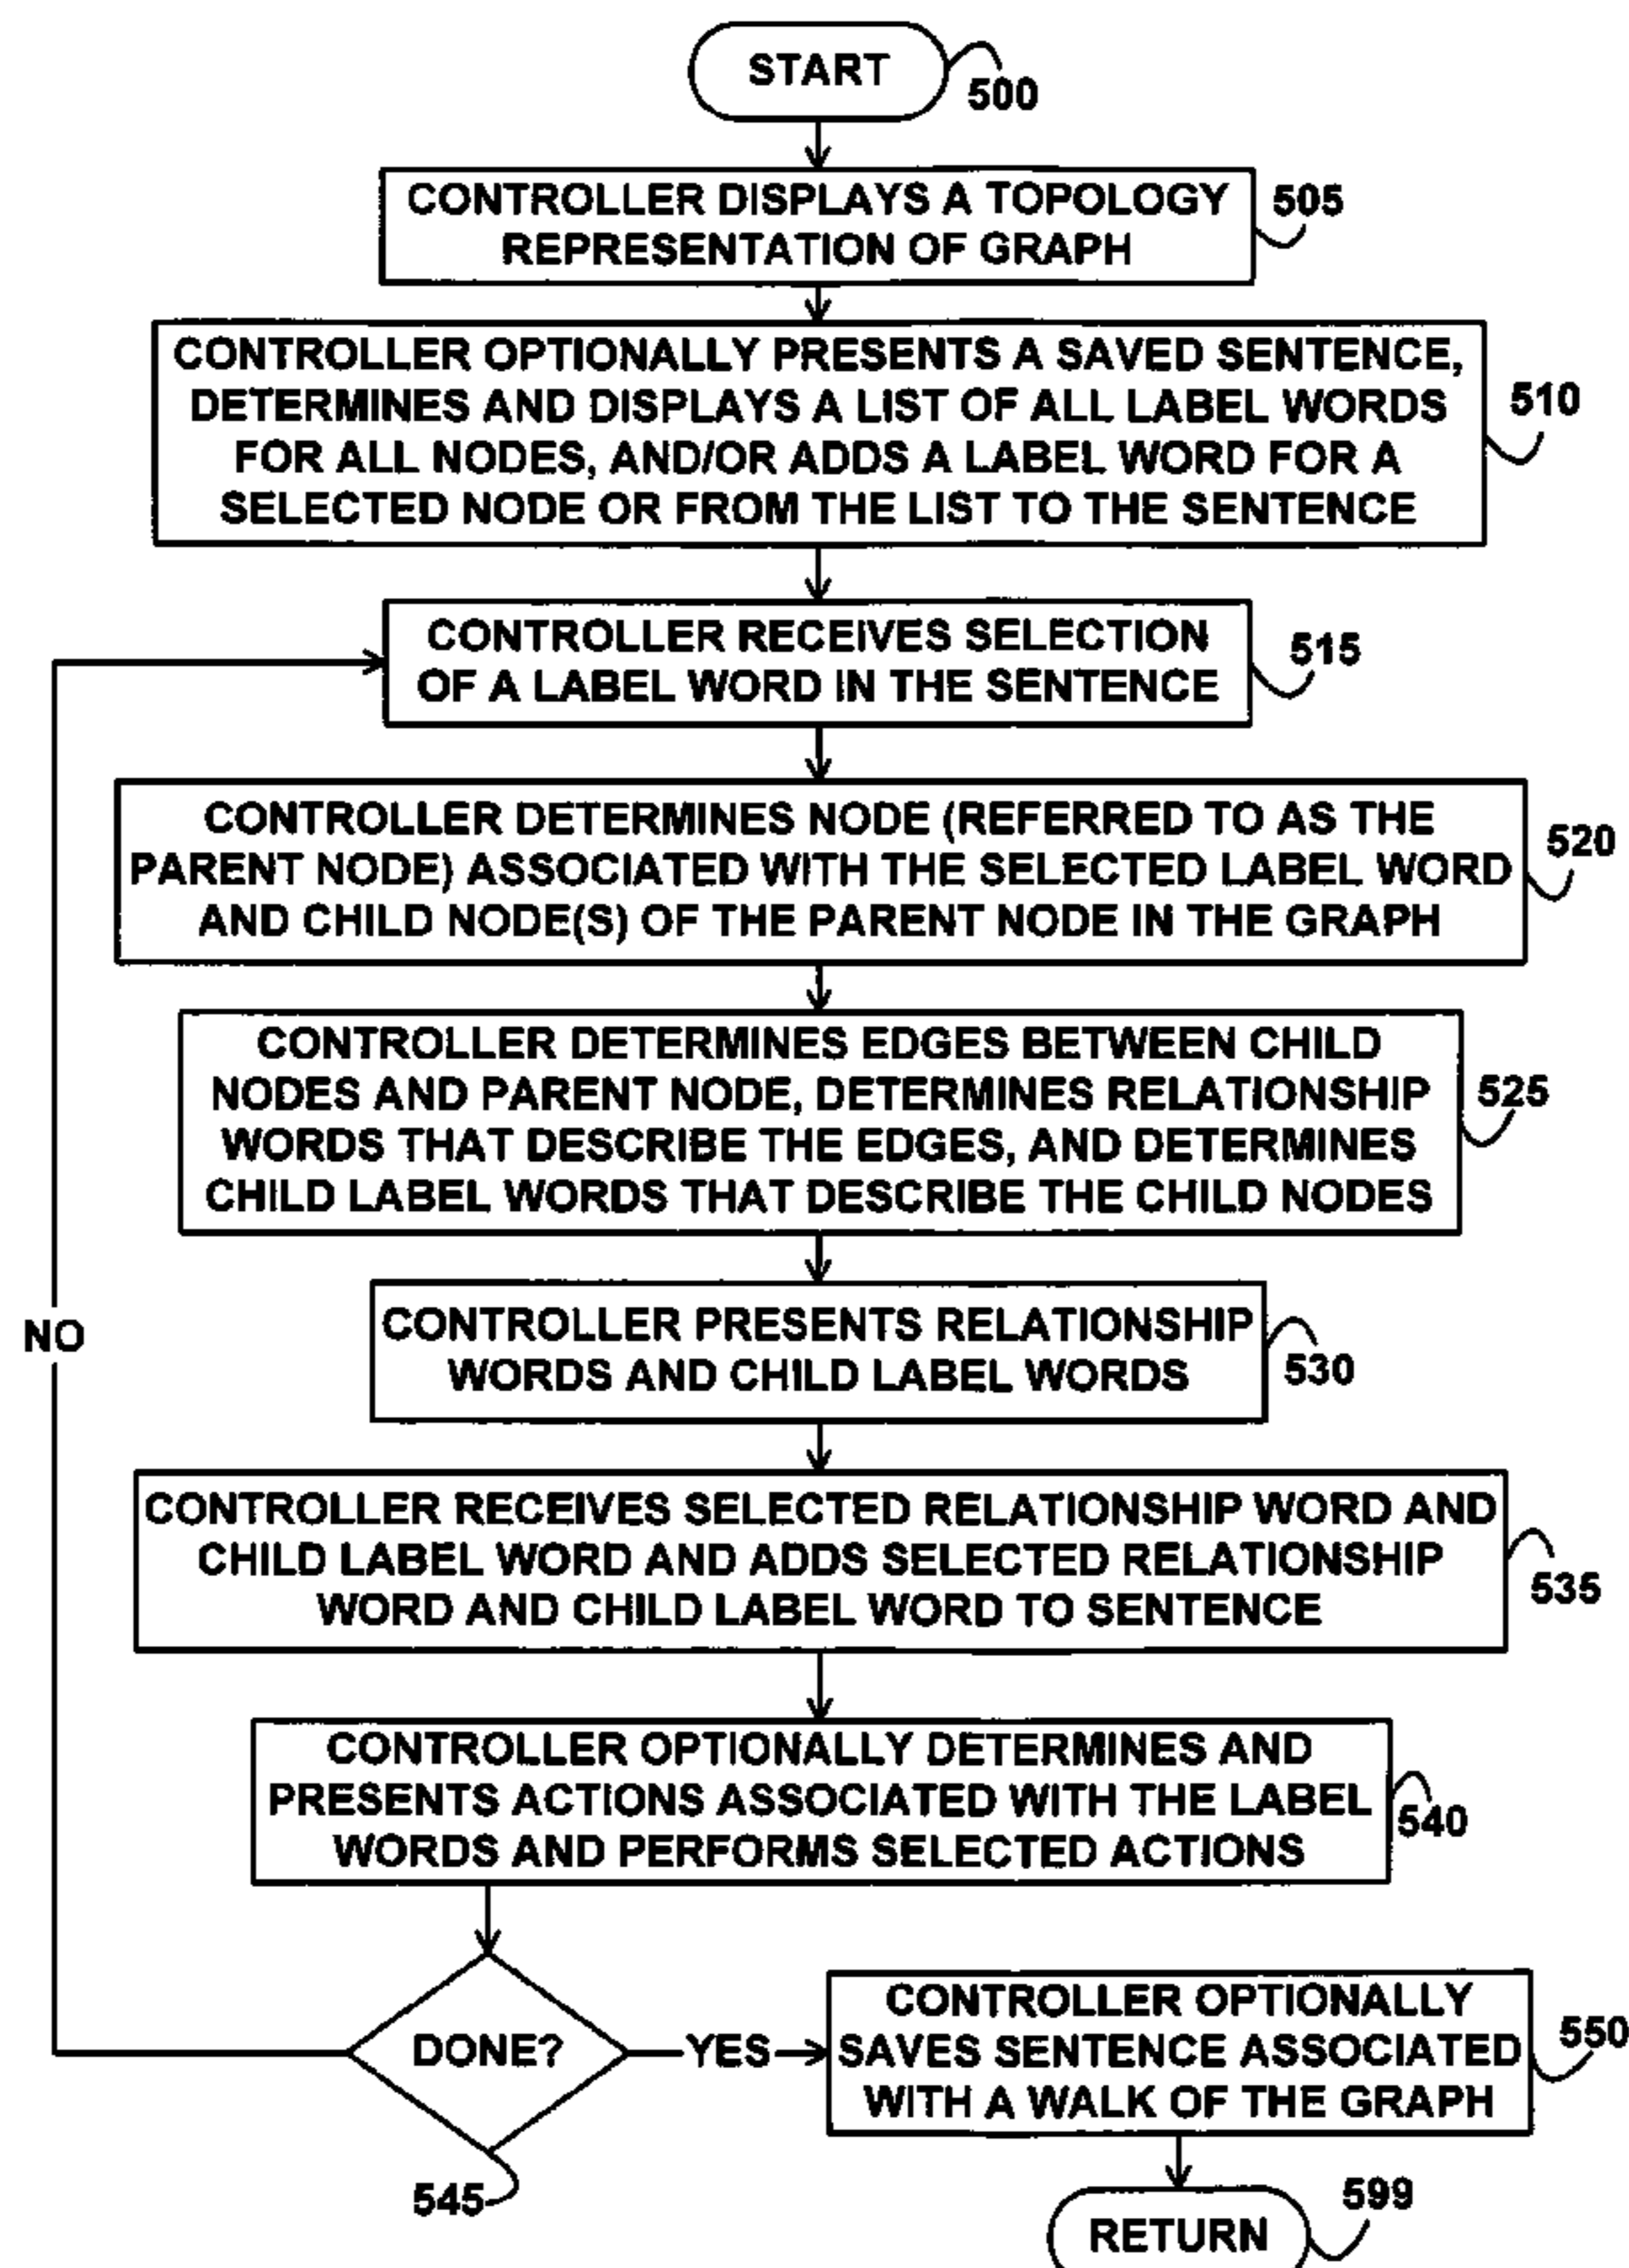 START
500
CONTROLLER DISPLAYS A TOPOLOGY
REPRESENTATION OF GRAPH
505
CONTROLLER OPTIONALLY PRESENTS A SAVED SENTENCE,
DETERMINES AND DISPLAYS A LIST OF ALL LABEL WORDS
FOR ALL NODES, AND/OR ADDS A LABEL WORD FOR A
SELECTED NODE OR FROM THE LIST TO THE SENTENCE
510
CONTROLLER RECEIVES SELECTION
OF A LABEL WORD IN THE SENTENCE
515
CONTROLLER DETERMINES NODE (REFERRED TO AS THE
PARENT NODE) ASSOCIATED WITH THE SELECTED LABEL WORD
AND CHILD NODE(S) OF THE PARENT NODE IN THE GRAPH
520
CONTROLLER DETERMINES EDGES BETWEEN CHILD
NODES AND PARENT NODE, DETERMINES RELATIONSHIP
WORDS THAT DESCRIBE THE EDGES, AND DETERMINES
CHILD LABEL WORDS THAT DESCRIBE THE CHILD NODES
525
CONTROLLER PRESENTS RELATIONSHIP
WORDS AND CHILD LABEL WORDS
530
NO
CONTROLLER RECEIVES SELECTED RELATIONSHIP WORD AND
CHILD LABEL WORD AND ADDS SELECTED RELATIONSHIP
WORD AND CHILD LABEL WORD TO SENTENCE
535
CONTROLLER OPTIONALLY DETERMINES AND
PRESENTS ACTIONS ASSOCIATED WITH THE LABEL
WORDS AND PERFORMS SELECTED ACTIONS
540
DONE?
545
YES
CONTROLLER OPTIONALLY
SAVES SENTENCE ASSOCIATED
WITH A WALK OF THE GRAPH
550
RETURN
599